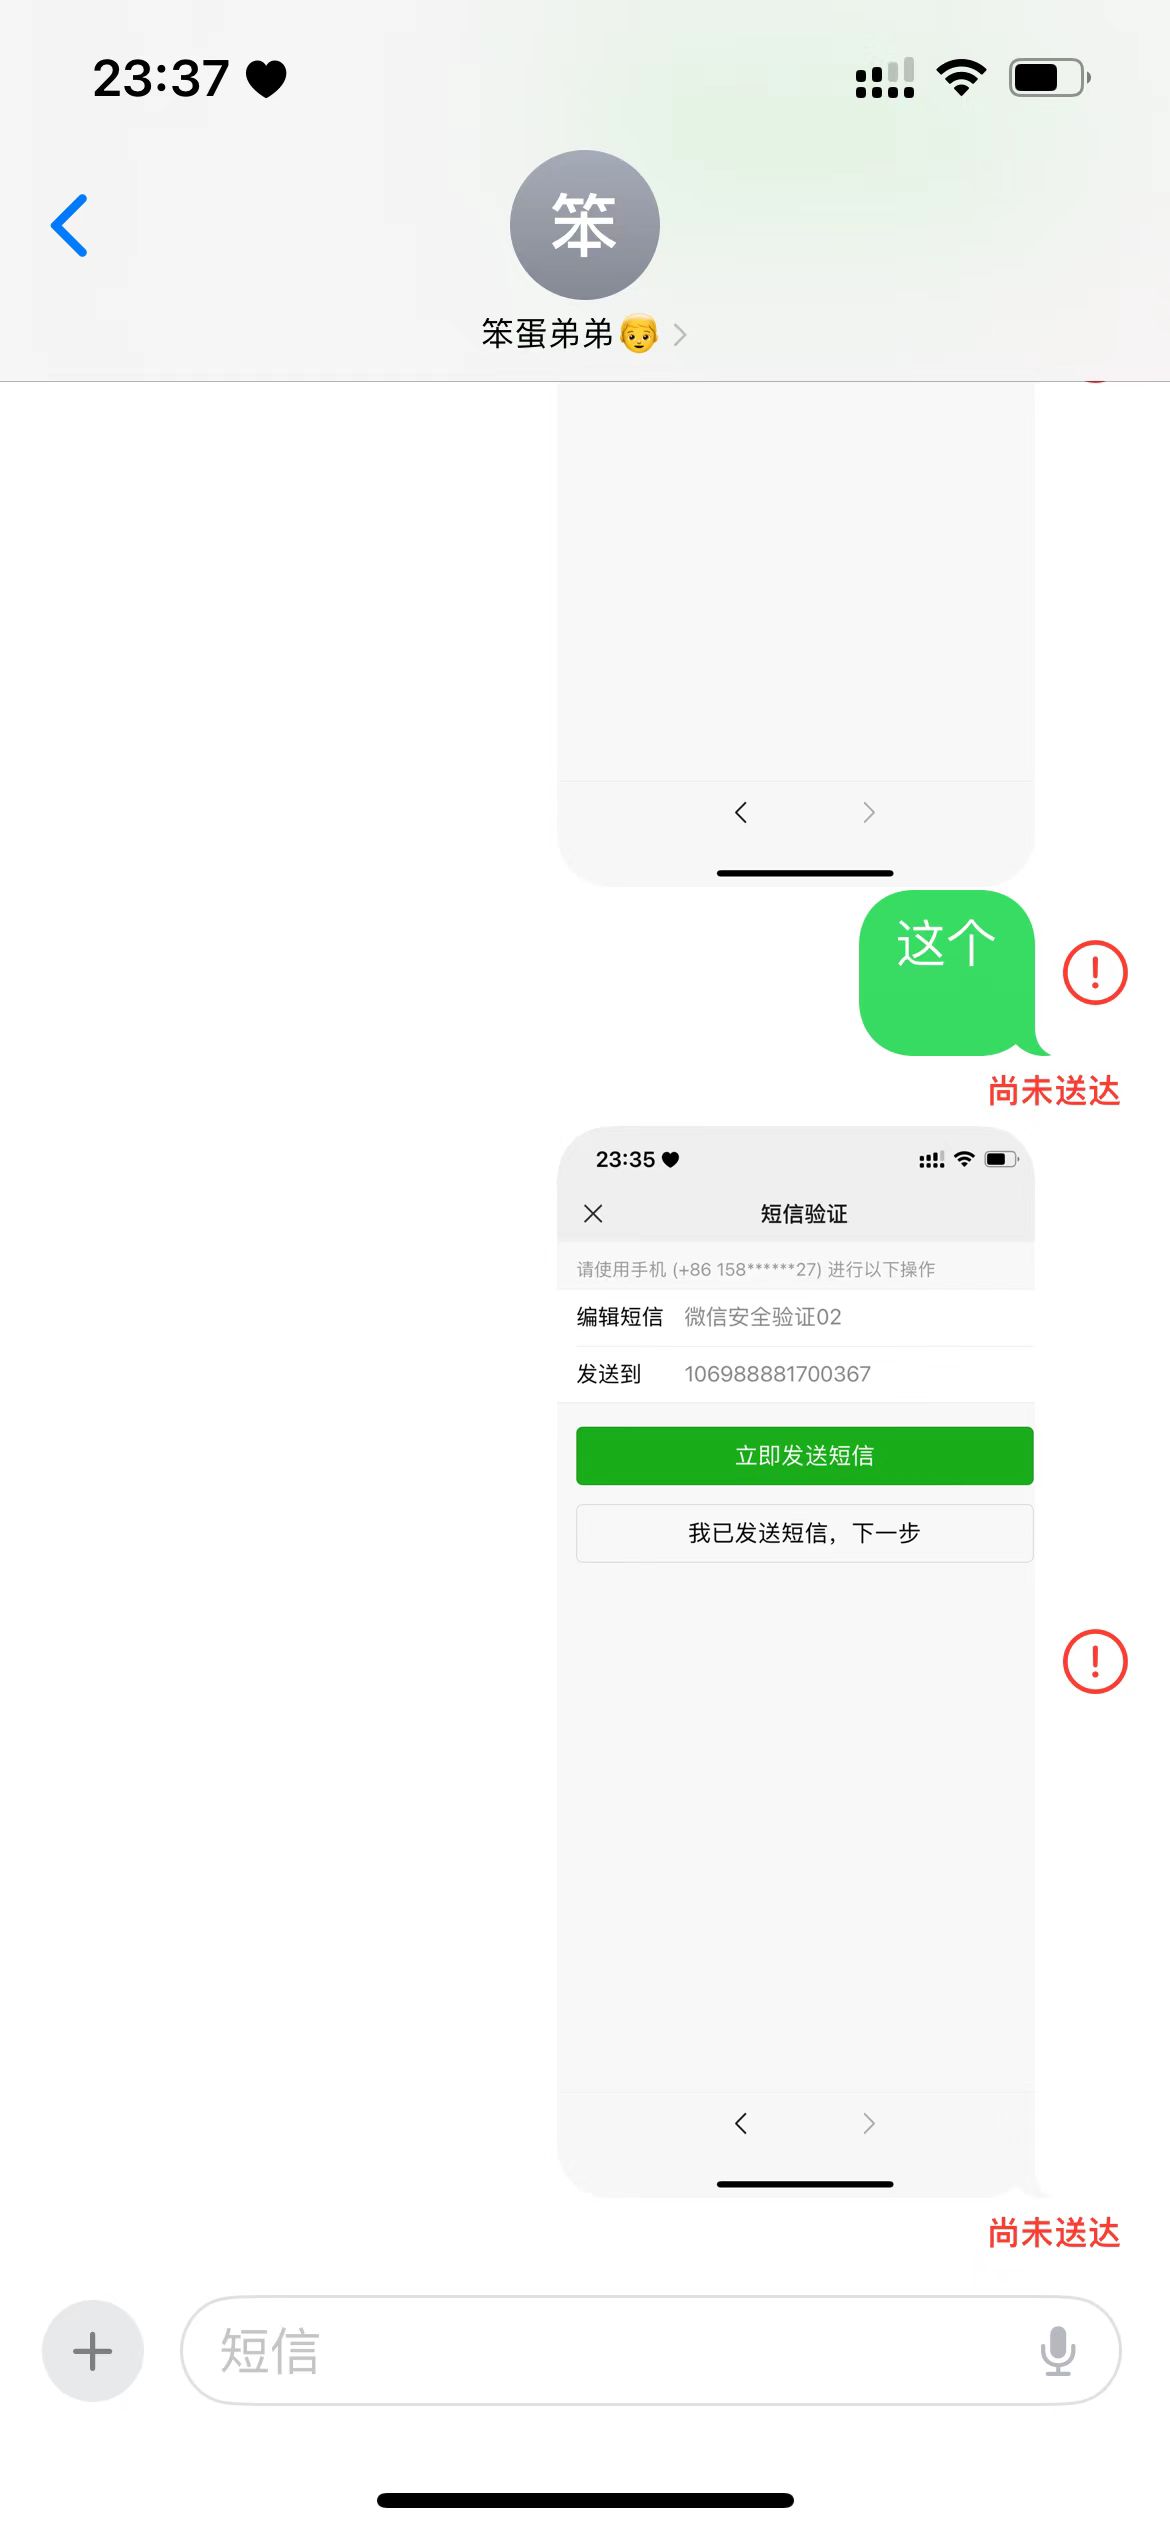 23:37
笨
笨蛋弟弟👦
这个
尚未送达
23:35
短信验证
请使用手机 (+86 158******27) 进行以下操作
编辑短信 微信安全验证02
发送到 106988881700367
立即发送短信
我已发送短信，下一步
尚未送达
短信